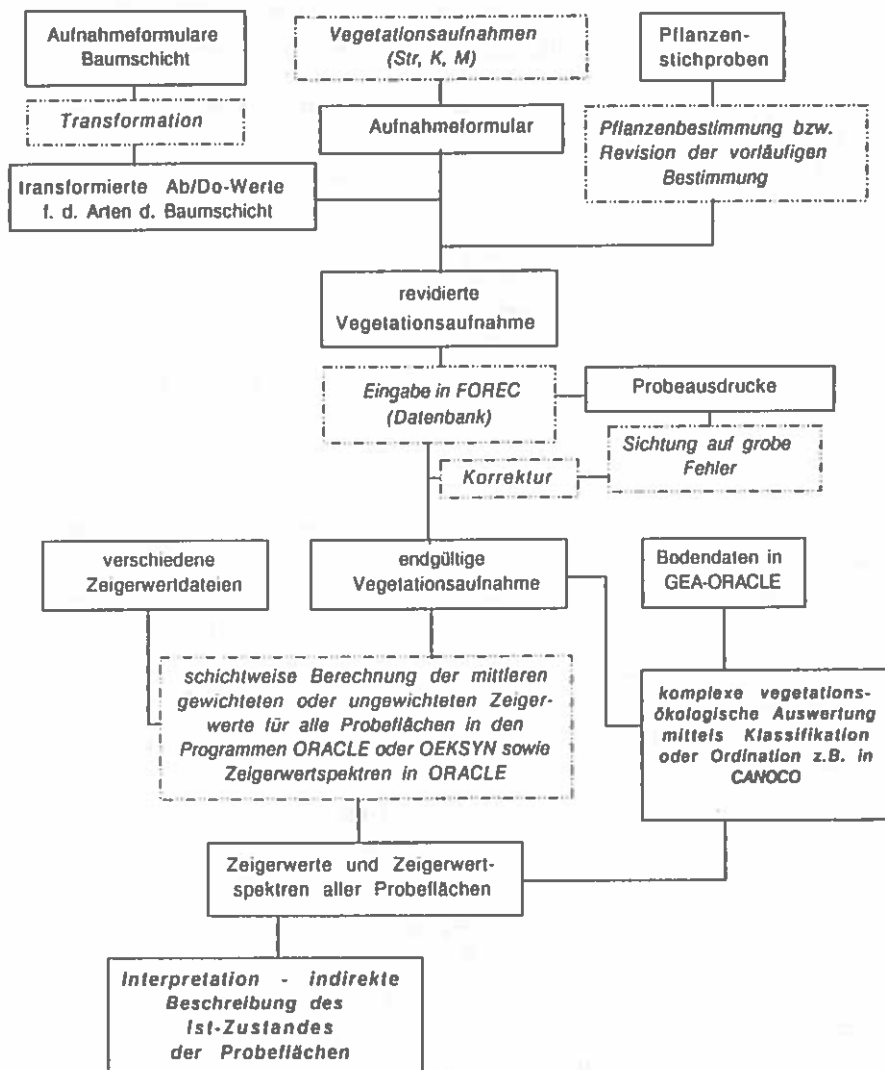 Aufnahmeformulare
Baumschicht
Vegetationsaufnahmen
(Str, K, M)
Pflanzen-
stichproben
Transformation
Aufnahmeformular
Pflanzenbestimmung bzw.
Revision der vorläufigen
Bestimmung
transformierte Ab/Do-Werte
f. d. Arten d. Baumschicht
revidierte
Vegetationsaufnahme
Eingabe in FOREC
(Datenbank)
Probeausdrucke
Sichtung auf grobe
Fehler
Korrektur
verschiedene
Zeigerwertdateien
endgültige
Vegetationsaufnahme
Bodendaten in
GEA-ORACLE
schichtweise Berechnung der mittleren
gewichteten oder ungewichteten Zeiger-
werte für alle Probeflächen in den
Programmen ORACLE oder OEKSYN sowie
Zeigerwertspektren in ORACLE
komplexe vegetations-
ökologische Auswertung
mittels Klassifikation
oder Ordination z.B. in
CANOCO
Zeigerwerte und Zeigerwert-
spektren aller Probeflächen
Interpretation - indirekte
Beschreibung des
Ist-Zustandes
der Probeflächen